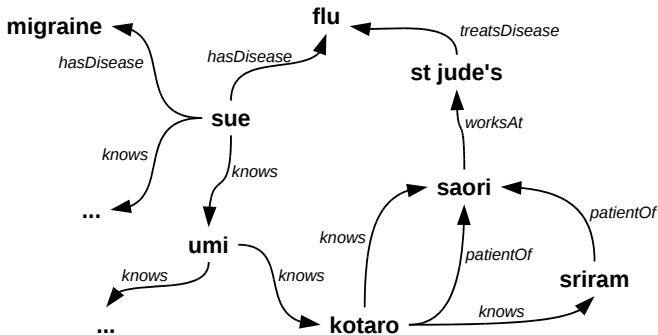 flu
migraine
treatsDisease
hasDisease
hasDisease
st jude's
sue
worksAt
knows
knows
saori
...
patientOf
umi
knows
patientOf
knows
knows
sriram
knows
...
kotaro